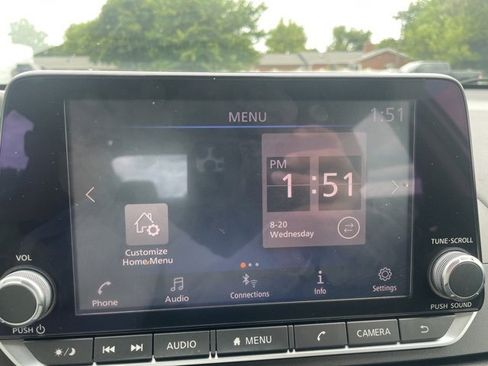 MENU
1:51
PM
1:51
8-20
Wednesday
Customize
Home Menu
Phone
Audio
Connections
Info
Settings
VOL
PUSH
TUNE·SCROLL
PUSH SOUND
AUDIO
MENU
CAMERA